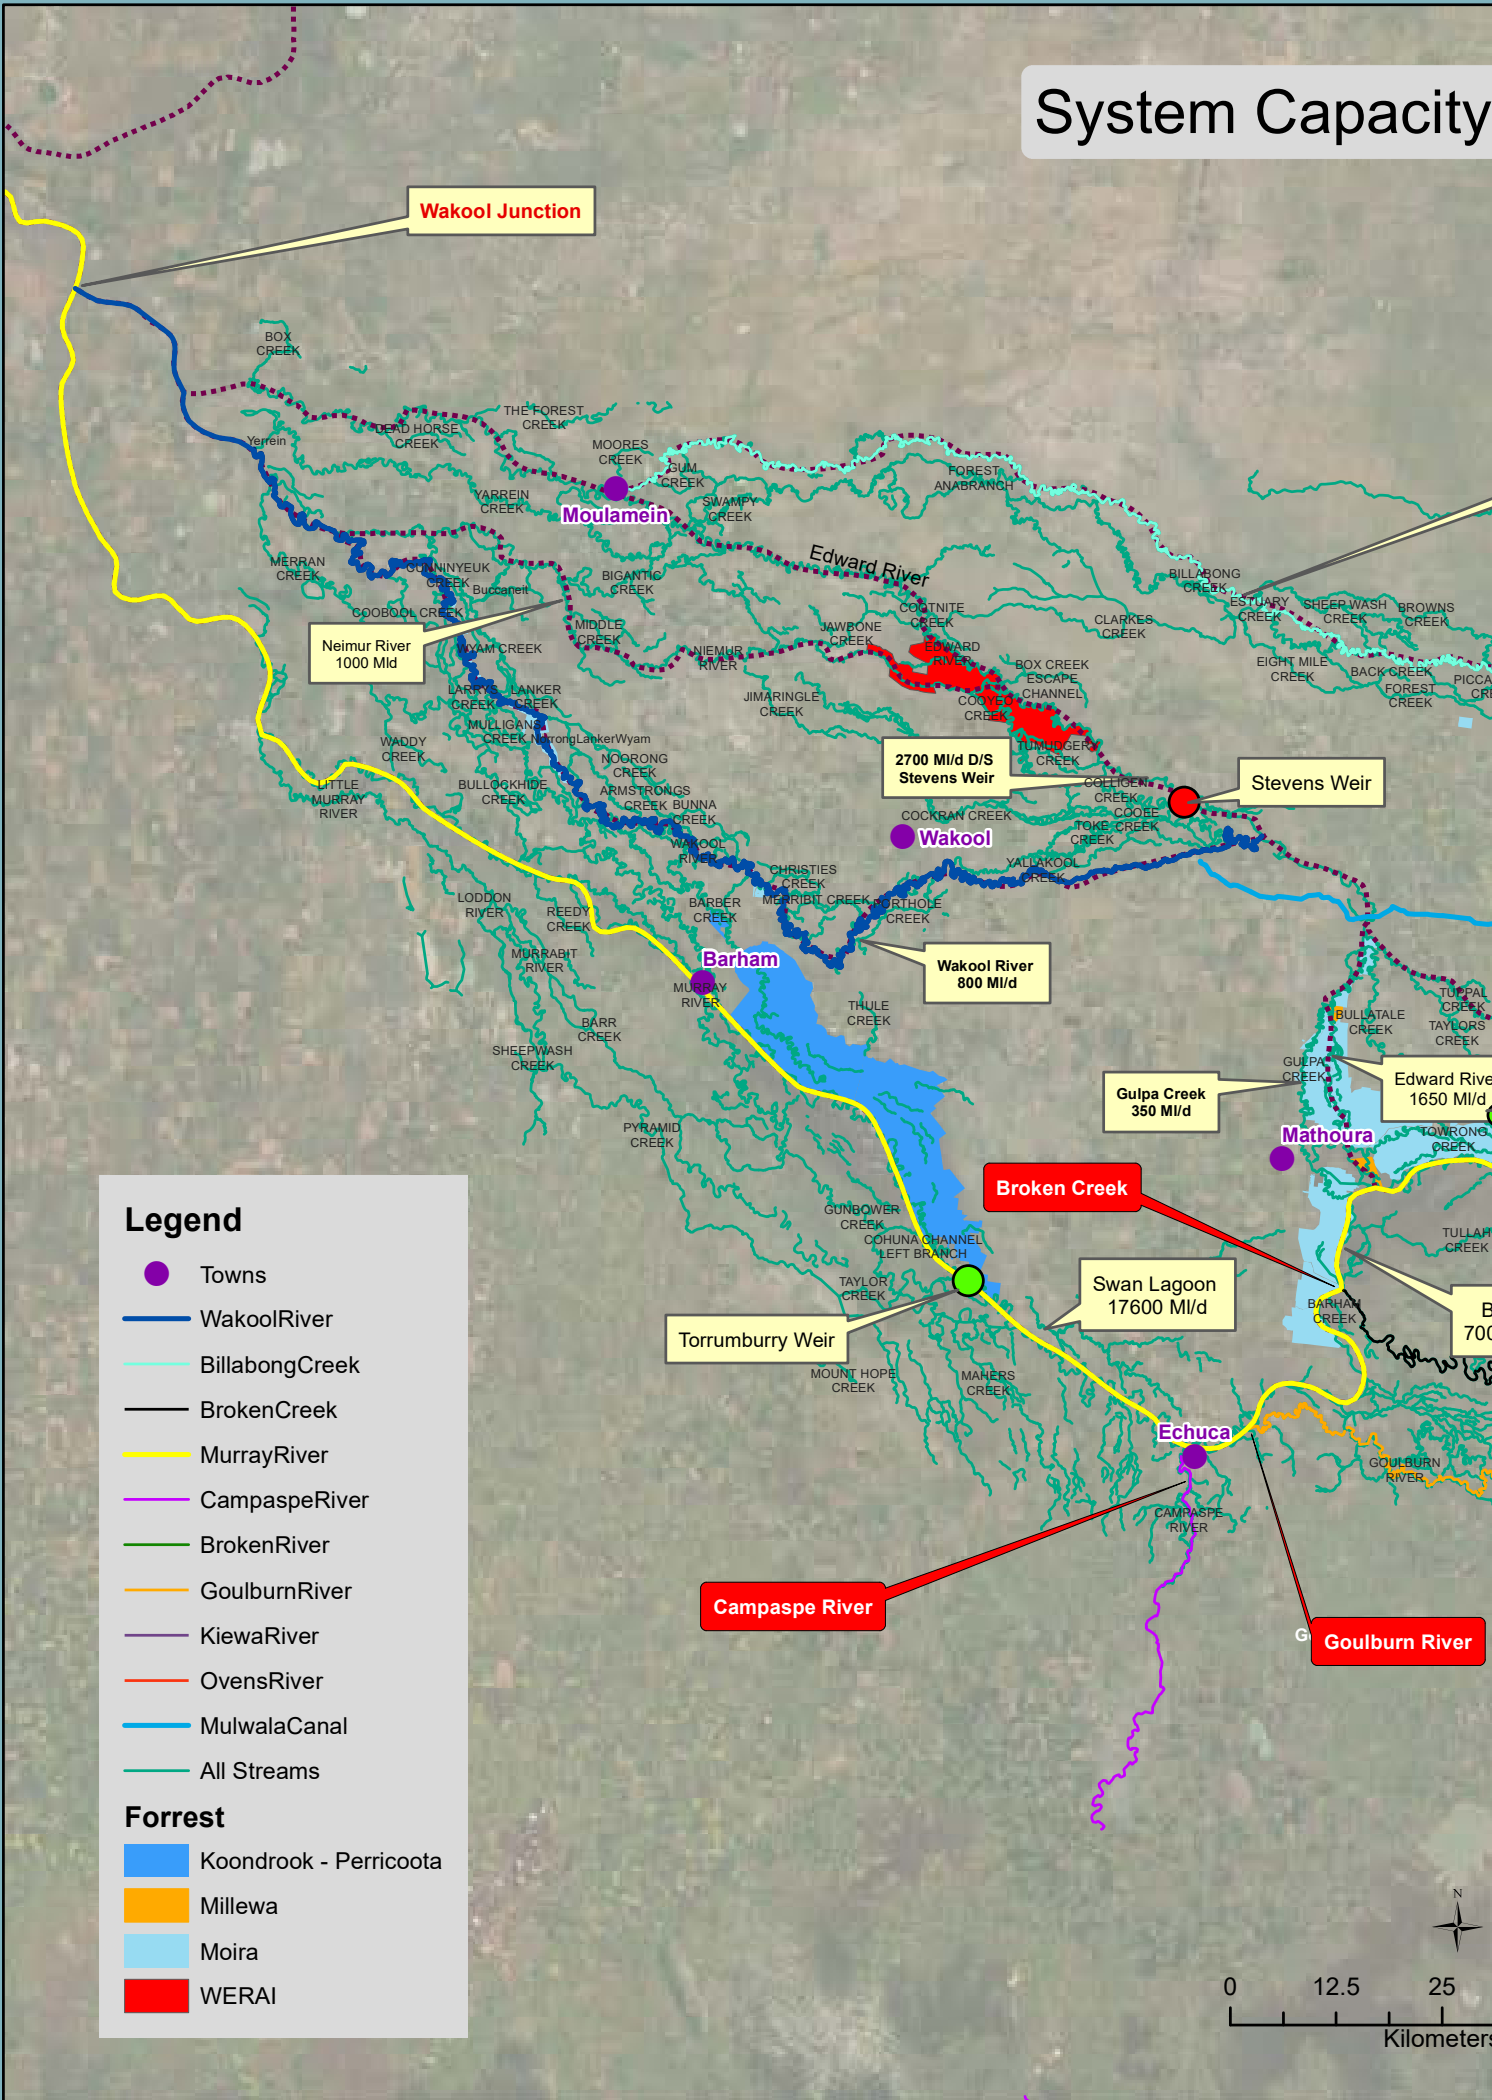 System Capacity
Wakool Junction
BOX
CREEK
THE FOREST
CREEK
DEAD HORSE
CREEK
Yerrein
MOORES
CREEK
GUM
CREEK
YARREIN
CREEK
SWAMPY
CREEK
FOREST
ANABRANCH
Moulamein
Edward River
MERRAN
CREEK
GUNNINYEUK
CREEK
Buccaneit
BIGANTIC
CREEK
COOBOOL CREEK
BILLABONG
CREEK
ESTUARY
CREEK
SHEEP WASH
CREEK
BROWNS
CREEK
COOTNITE
CREEK
CLARKES
CREEK
JAWBONE
CREEK
MIDDLE
CREEK
Neimur River
1000 Mld
WYAM CREEK
NIEMUR
RIVER
EDWARD
RIVER
BOX CREEK
ESCAPE
CHANNEL
EIGHT MILE
CREEK
BACK CREEK
FOREST
CREEK
PICCA
CRE
LARRYS
CREEK
LANKER
CREEK
JIMARINGLE
CREEK
COOYEO
CREEK
MULLIGANS
CREEK
NoorongLankerWyam
WADDY
CREEK
NOORONG
CREEK
TUMUDGERY
CREEK
2700 Ml/d D/S
Stevens Weir
Stevens Weir
LITTLE
MURRAY
RIVER
BULLOCKHIDE
CREEK
ARMSTRONGS
CREEK
BUNNA
CREEK
COLLIGEN
CREEK
COCKRAN CREEK
COOEE
CREEK
TOKE
CREEK
Wakool
WAKOOL
RIVER
YALLAKOOL
CREEK
CHRISTIES
CREEK
MERRIBIT CREEK
PORTHOLE
CREEK
LODDON
RIVER
REEDY
CREEK
BARBER
CREEK
MURRABIT
RIVER
Barham
Wakool River
800 Ml/d
MURRAY
RIVER
THULE
CREEK
TUPPAL
CREEK
BULLATALE
CREEK
TAYLORS
CREEK
BARR
CREEK
SHEEPWASH
CREEK
GULPA
CREEK
Edward Rive
1650 Ml/d
Gulpa Creek
350 Ml/d
PYRAMID
CREEK
TOWRONG
CREEK
Mathoura
Broken Creek
GUNBOWER
CREEK
COHUNA CHANNEL
LEFT BRANCH
TULLAH
CREEK
TAYLOR
CREEK
Swan Lagoon
17600 Ml/d
BARHAM
CREEK
B
700
Torrumburry Weir
MOUNT HOPE
CREEK
MAHERS
CREEK
Echuca
GOULBURN
RIVER
CAMPASPE
RIVER
Campaspe River
G
Goulburn River
Legend
Towns
WakoolRiver
BillabongCreek
BrokenCreek
MurrayRiver
CampaspeRiver
BrokenRiver
GoulburnRiver
KiewaRiver
OvensRiver
MulwalaCanal
All Streams
Forrest
Koondrook - Perricoota
Millewa
Moira
WERAI
N
0 12.5 25
Kilometers